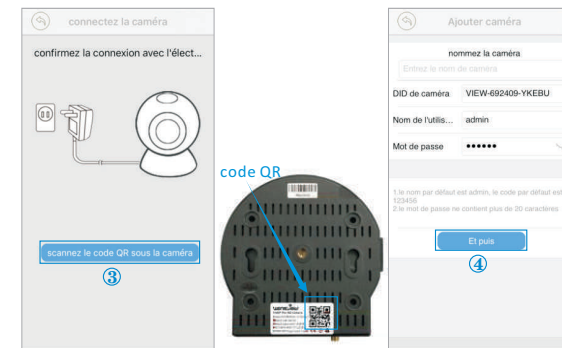 connectez la caméra
confirmez la connexion avec l'élect...
scannez le code QR sous la caméra
③
code QR
Ajouter caméra
nommez la caméra
Entrez le nom de caméra
DID de caméra VIEW-692409-YKEBU
Nom de l'utilis... admin
Mot de passe ••••••
1.le nom par défaut est admin, le code par défaut est
123456
2.le mot de passe ne contient plus de 20 caractères
Et puis
④